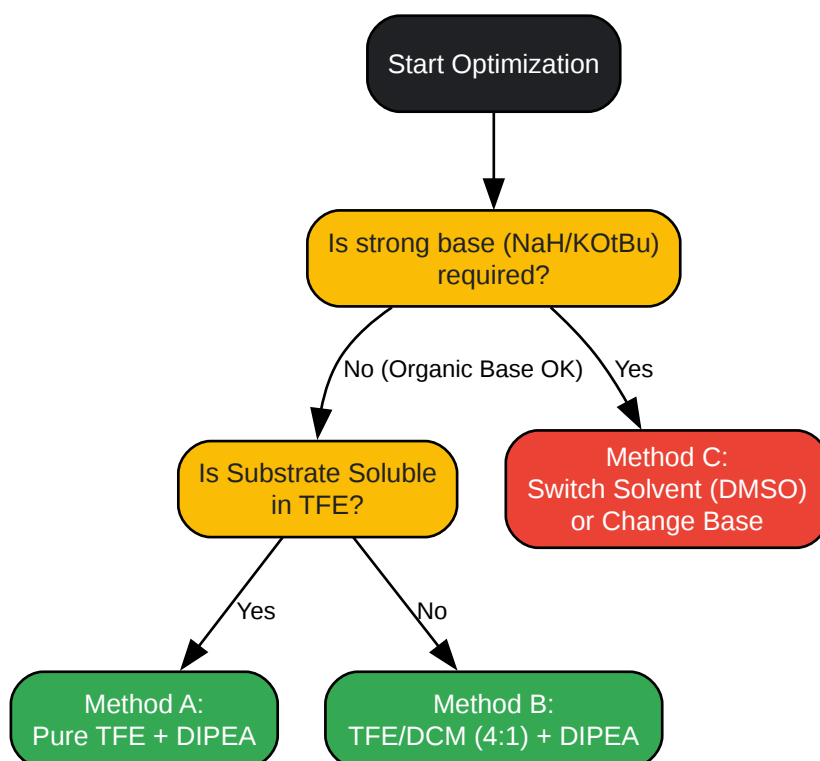 Start Optimization
Is strong base (NaH/KOtBu)
required?
No (Organic Base OK)
Yes
Is Substrate Soluble
in TFE?
Method C:
Switch Solvent (DMSO)
or Change Base
Yes
No
Method A:
Pure TFE + DIPEA
Method B:
TFE/DCM (4:1) + DIPEA